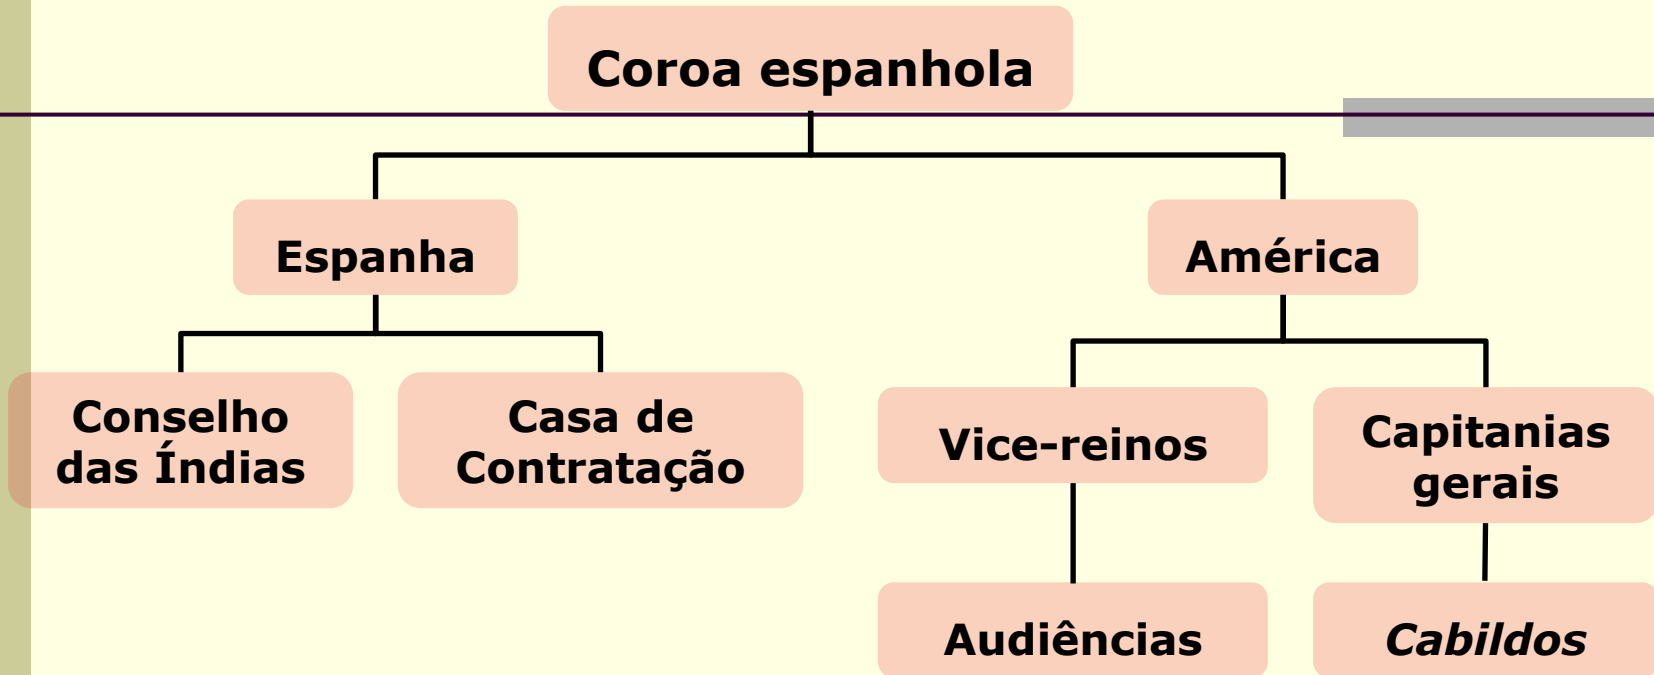 Coroa espanhola
Espanha
América
Conselho
das Índias
Casa de
Contratação
Vice-reinos
Capitanias
gerais
Audiências
Cabildos